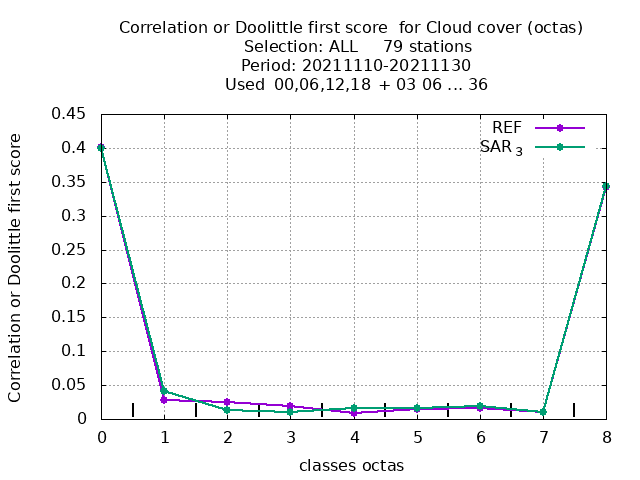 Correlation or Doolittle first score  for Cloud cover (octas)
Selection: ALL     79 stations
Period: 20211110-20211130
Used  00,06,12,18 + 03 06 ... 36
Correlation or Doolittle first score
0.45
0.4
0.35
0.3
0.25
0.2
0.15
0.1
0.05
0
REF
SAR 3
0 1 2 3 4 5 6 7 8
classes octas